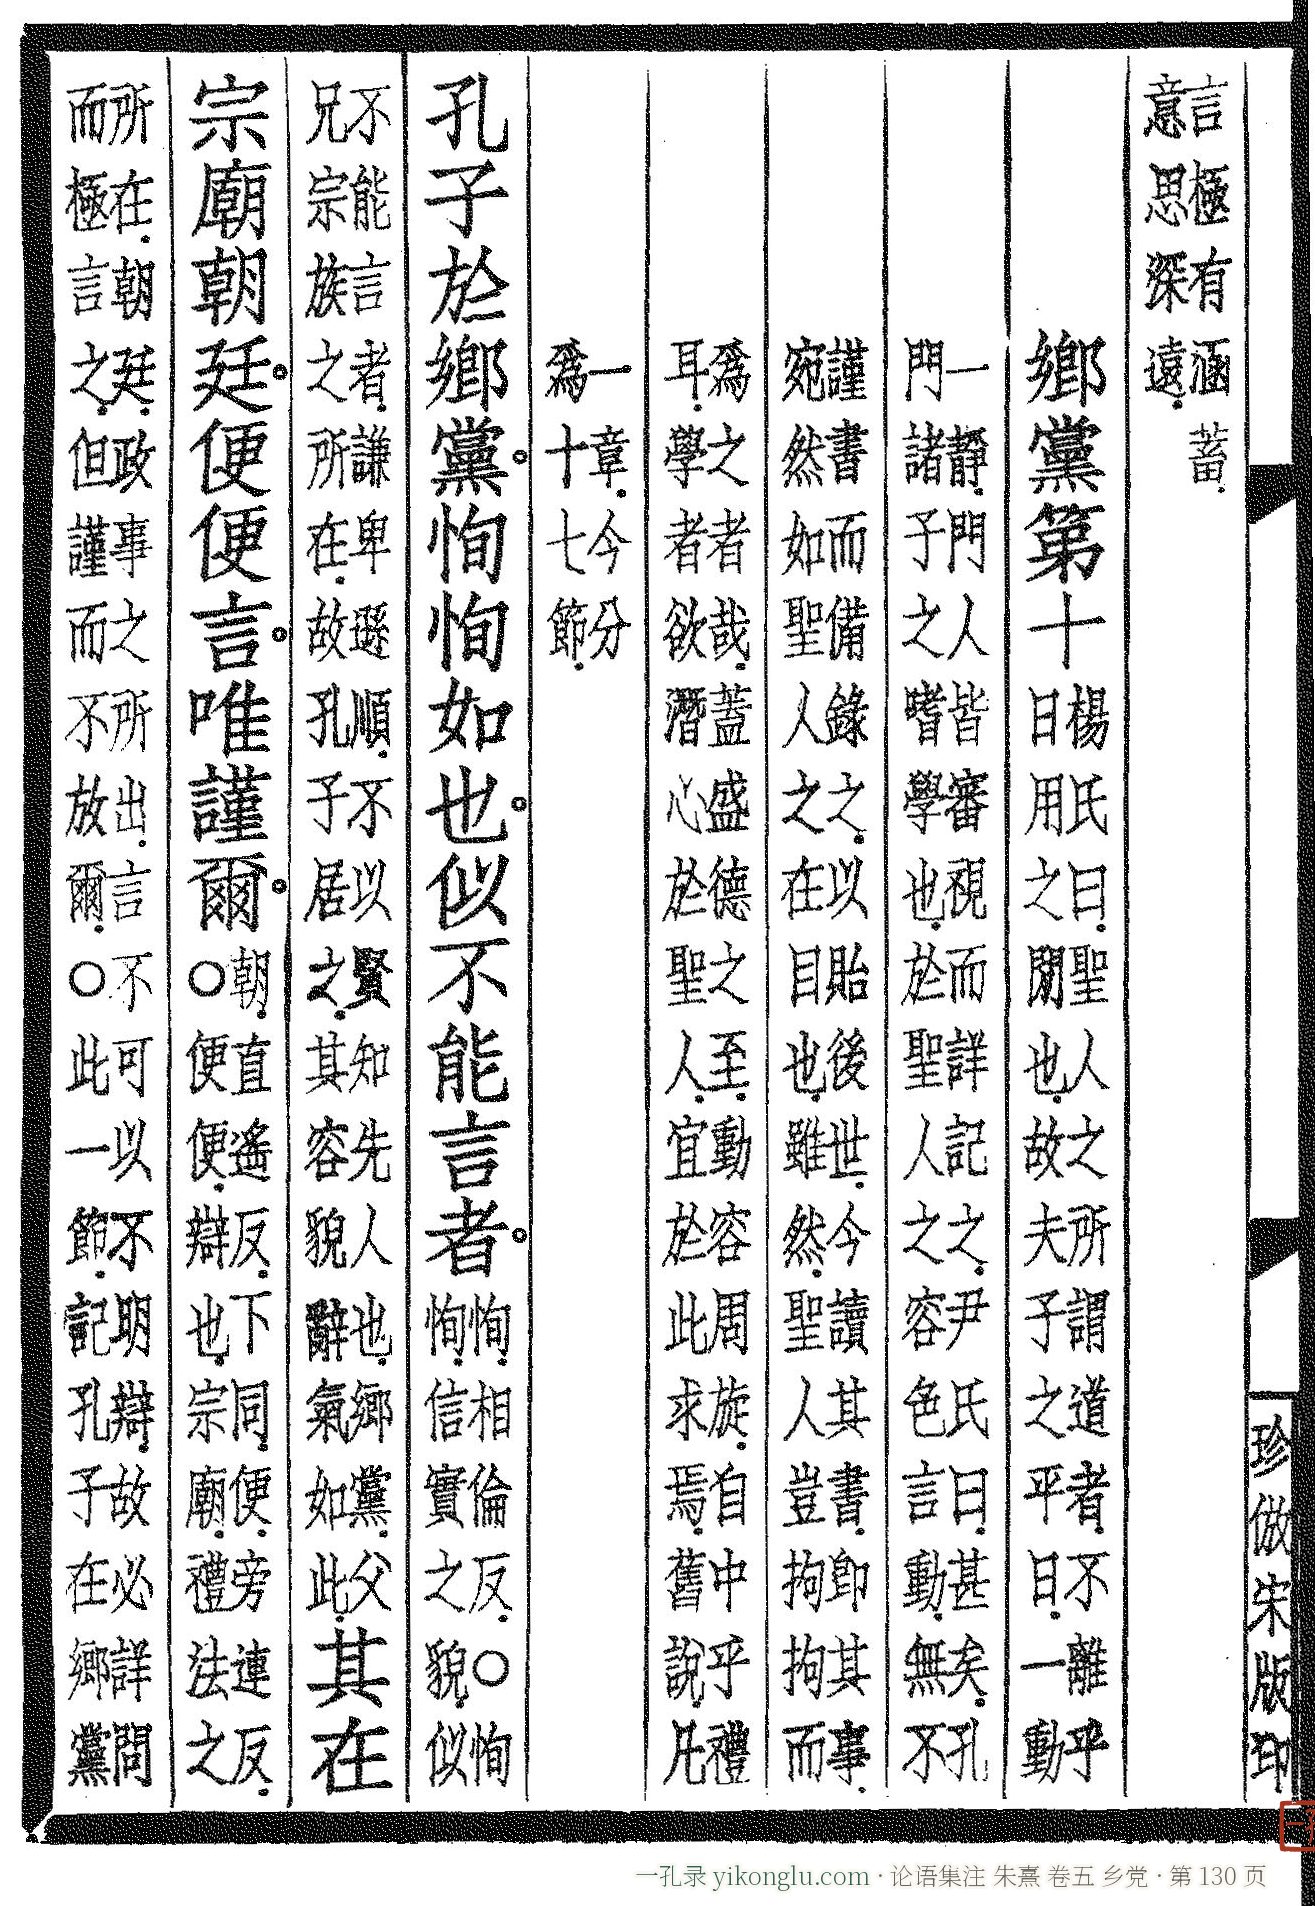 言極有涵蓄。
意思深遠。
鄉黨第十
楊氏曰。聖人之所謂道者。不離乎
日用之閒也。故夫子之平日。一動
一靜。門人皆審視而詳記之。尹氏曰。甚矣。孔
門諸子之嗜學也。於聖人之容色言動。無不
謹書而備錄之。以貽後世。今讀其書。卽其事。
宛然如聖人之在目也。雖然。聖人豈拘拘而
爲之者哉。蓋盛德之至。動容周旋。自中乎禮
耳。學者欲潛心於聖人。宜於此求焉。舊說。凡
一章。今分
爲十七節。
孔子於鄉黨。恂恂如也。似不能言者。
恂。相倫反。○恂
恂。信實之貌。似
不能言者。謙卑遜順。不以賢知先人也。鄉黨。父
兄宗族之所在。故孔子居之。其容貌辭氣如此。
其在
宗廟朝廷。便便言。唯謹爾。
朝。直遙反。下同。便。旁連反。
○便便。辯也。宗廟。禮法之
所在。朝廷。政事之所出。言不可以不明辯。故必詳問
而極言之。但謹而不放爾。○此一節。記孔子在鄉黨
珍倣宋版印
一孔录 yikonglu.com · 论语集注 朱熹 卷五 乡党 · 第 130 页